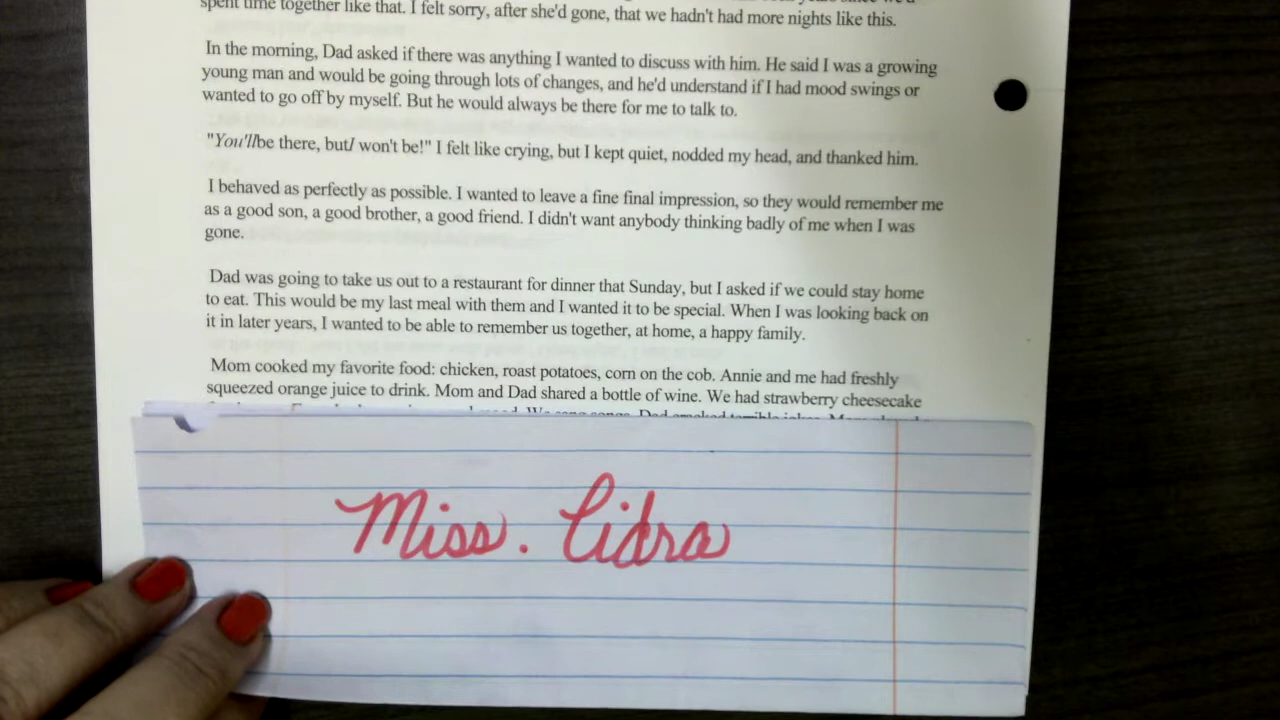 spent time together like that. I felt sorry, after she'd gone, that we hadn't had more nights like this.
In the morning, Dad asked if there was anything I wanted to discuss with him. He said I was a growing
young man and would be going through lots of changes, and he'd understand if I had mood swings or
wanted to go off by myself. But he would always be there for me to talk to.
"You'llbe there, butI won't be!" I felt like crying, but I kept quiet, nodded my head, and thanked him.
I behaved as perfectly as possible. I wanted to leave a fine final impression, so they would remember me
as a good son, a good brother, a good friend. I didn't want anybody thinking badly of me when I was
gone.
Dad was going to take us out to a restaurant for dinner that Sunday, but I asked if we could stay home
to eat. This would be my last meal with them and I wanted it to be special. When I was looking back on
it in later years, I wanted to be able to remember us together, at home, a happy family.
Mom cooked my favorite food: chicken, roast potatoes, corn on the cob. Annie and me had freshly
squeezed orange juice to drink. Mom and Dad shared a bottle of wine. We had strawberry cheesecake
We sang songs. Dad cracked terrible jokes. Mom
Miss. Cidra